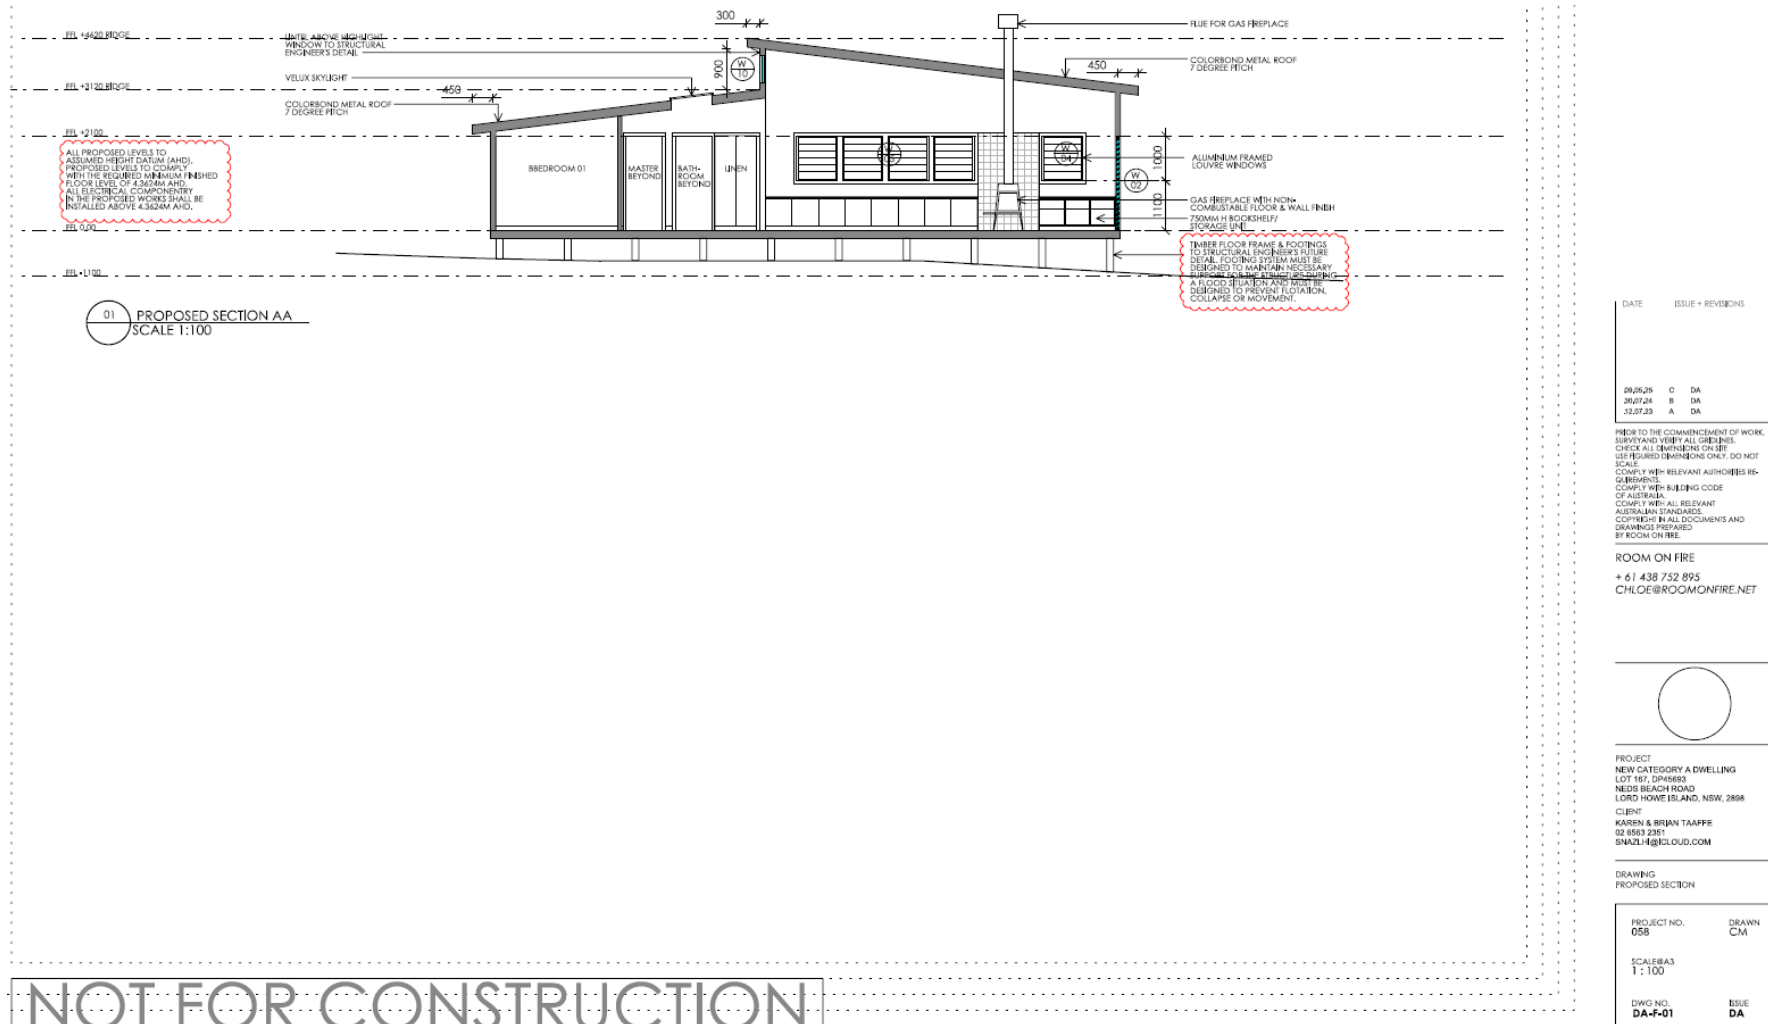 300
FLUE FOR GAS FIREPLACE
FFL +4620 RIDGE
LINTEL ABOVE HIGHLIGHT
WINDOW TO STRUCTURAL
ENGINEER'S DETAIL
COLORBOND METAL ROOF
7 DEGREE PITCH
450
900
W
10
VELUX SKYLIGHT
FFL +3120 RIDGE
450
COLORBOND METAL ROOF
7 DEGREE PITCH
FFL +2100
ALL PROPOSED LEVELS TO
ASSUMED HEIGHT DATUM (AHD).
PROPOSED LEVELS TO COMPLY
WITH THE REQUIRED MINIMUM FINISHED
FLOOR LEVEL OF 4.3624M AHD.
ALL ELECTRICAL COMPONENTRY
IN THE PROPOSED WORKS SHALL BE
INSTALLED ABOVE 4.3624M AHD.
BBEDROOM 01
MASTER
BEYOND
BATH-
ROOM
BEYOND
LINEN
W
W
04
1000
ALUMINIUM FRAMED
LOUVRE WINDOWS
W
02
1100
GAS FIREPLACE WITH NON-
COMBUSTABLE FLOOR & WALL FINISH
750MM H BOOKSHELF/
STORAGE UNIT
FFL 0.00
TIMBER FLOOR FRAME & FOOTINGS
TO STRUCTURAL ENGINEER'S FUTURE
DETAIL. FOOTING SYSTEM MUST BE
DESIGNED TO MAINTAIN NECESSARY
SUPPORT FOR THE STRUCTURE DURING
A FLOOD SITUATION AND MUST BE
DESIGNED TO PREVENT FLOTATION,
COLLAPSE OR MOVEMENT.
FFL -1100
01
PROPOSED SECTION AA
SCALE 1:100
DATE ISSUE + REVISIONS
C DA
30.07.24 B DA
12.07.23 A DA
PRIOR TO THE COMMENCEMENT OF WORK,
SURVEYAND VERIFY ALL GRIDLINES.
CHECK ALL DIMENSIONS ON SITE
USE FIGURED DIMENSIONS ONLY. DO NOT
SCALE.
COMPLY WITH RELEVANT AUTHORITIES RE-
QUIREMENTS.
COMPLY WITH BUILDING CODE
OF AUSTRALIA.
COMPLY WITH ALL RELEVANT
AUSTRALIAN STANDARDS.
COPYRIGHT IN ALL DOCUMENTS AND
DRAWINGS PREPARED
BY ROOM ON FIRE.
ROOM ON FIRE
+ 61 438 752 895
CHLOE@ROOMONFIRE.NET
PROJECT
NEW CATEGORY A DWELLING
LOT 167, DP45693
NEDS BEACH ROAD
LORD HOWE ISLAND, NSW, 2898
CLIENT
KAREN & BRIAN TAAFFE
02 6563 2351
SNAZLHI@ICLOUD.COM
DRAWING
PROPOSED SECTION
PROJECT NO. DRAWN
058 CM
SCALE@A3
1 : 100
DWG NO. ISSUE
DA-F-01 DA
NOT FOR CONSTRUCTION